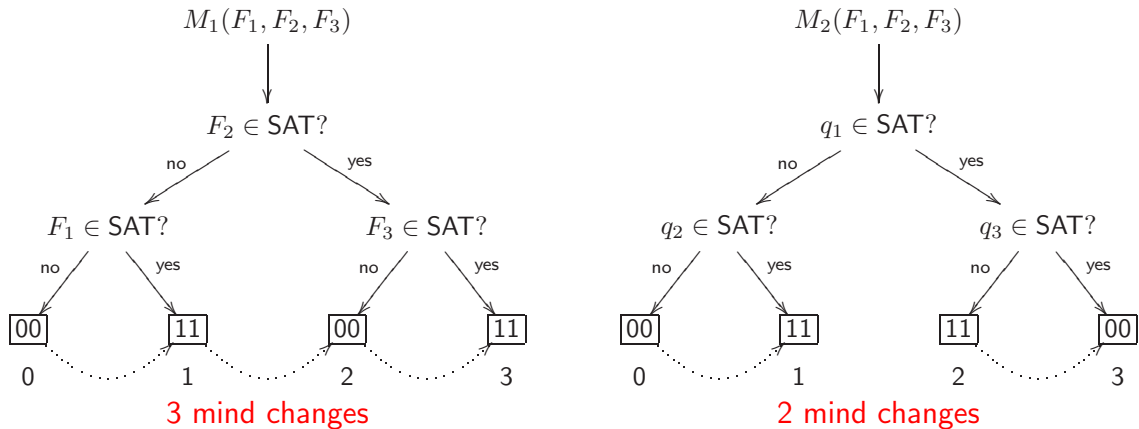 M₁(F₁, F₂, F₃)
F₂ ∈ SAT?
no yes
F₁ ∈ SAT? F₃ ∈ SAT?
no yes no yes
00 11 00 11
0 1 2 3
3 mind changes
M₂(F₁, F₂, F₃)
q₁ ∈ SAT?
no yes
q₂ ∈ SAT? q₃ ∈ SAT?
no yes no yes
00 11 11 00
0 1 2 3
2 mind changes